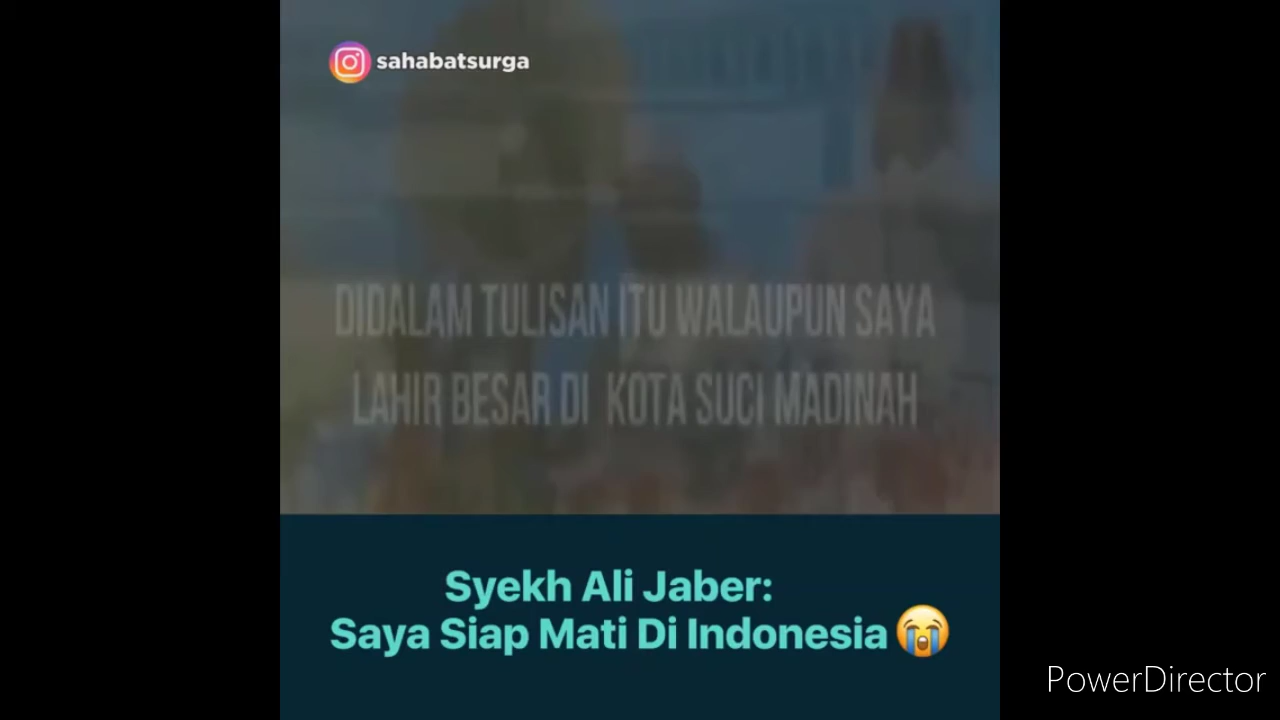 sahabatsurga
DIDALAM TULISAN ITU WALAUPUN SAYA
LAHIR BESAR DI KOTA SUCI MADINAH
Syekh Ali Jaber:
Saya Siap Mati Di Indonesia 😭
PowerDirector